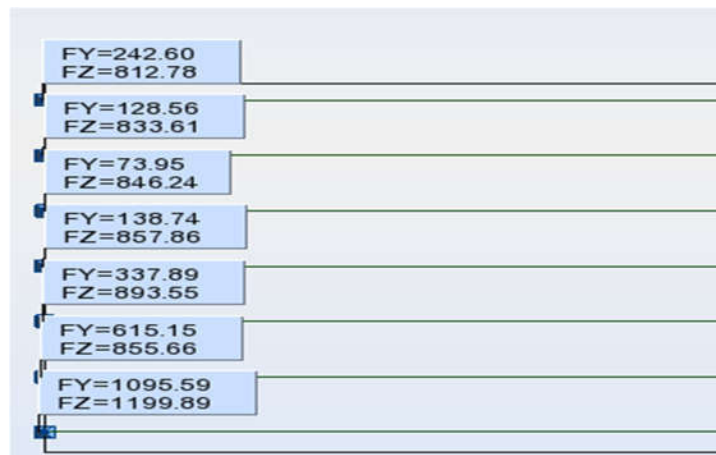 FY=242.60
FZ=812.78
FY=128.56
FZ=833.61
FY=73.95
FZ=846.24
FY=138.74
FZ=857.86
FY=337.89
FZ=893.55
FY=615.15
FZ=855.66
FY=1095.59
FZ=1199.89